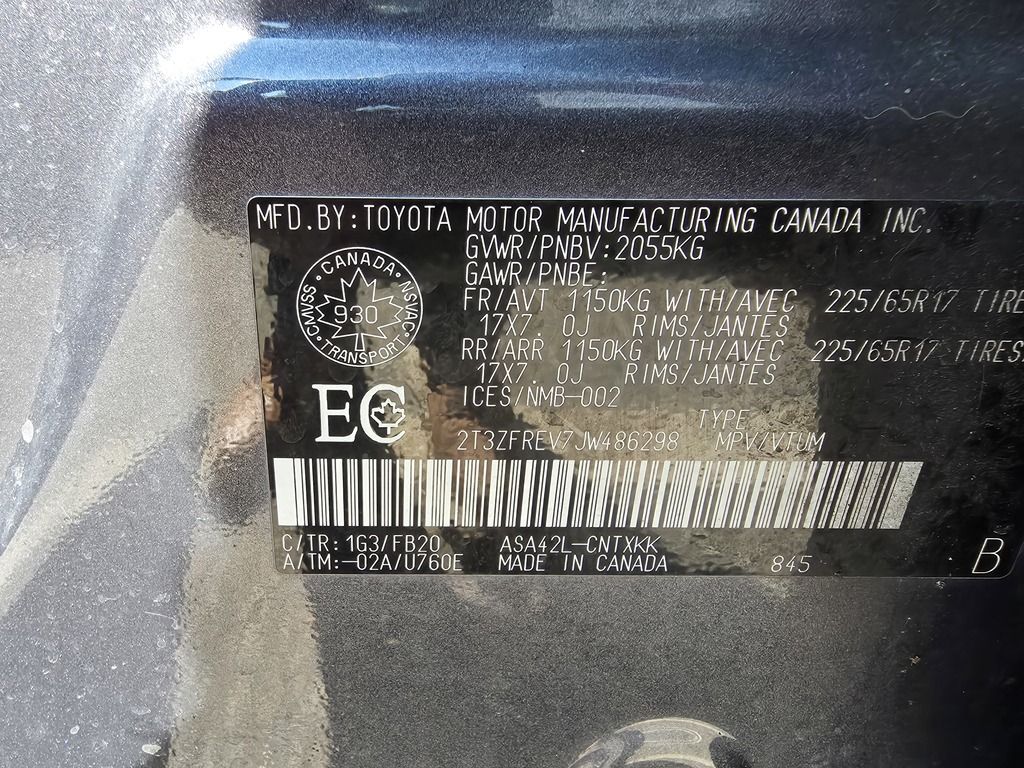 MFD.BY:TOYOTA MOTOR MANUFACTURING CANADA INC.
GVWR/PNBV:2055KG
GAWR/PNBE:
FR/AVT 1150KG WITH/AVEC 225/65R17 TIRE
17X7.0J RIMS/JANTES
RR/ARR 1150KG WITH/AVEC 225/65R17 TIRES
17X7.0J RIMS/JANTES
ICES/NMB-002
TYPE
2T3ZFREV7JW486298 MPV/VTUM
CANADA
CMVSS 930 NSVAC
TRANSPORT
EC
C/TR: 1G3/FB20 ASA42L-CNTXKK
A/TM:-02A/U760E MADE IN CANADA 845 B